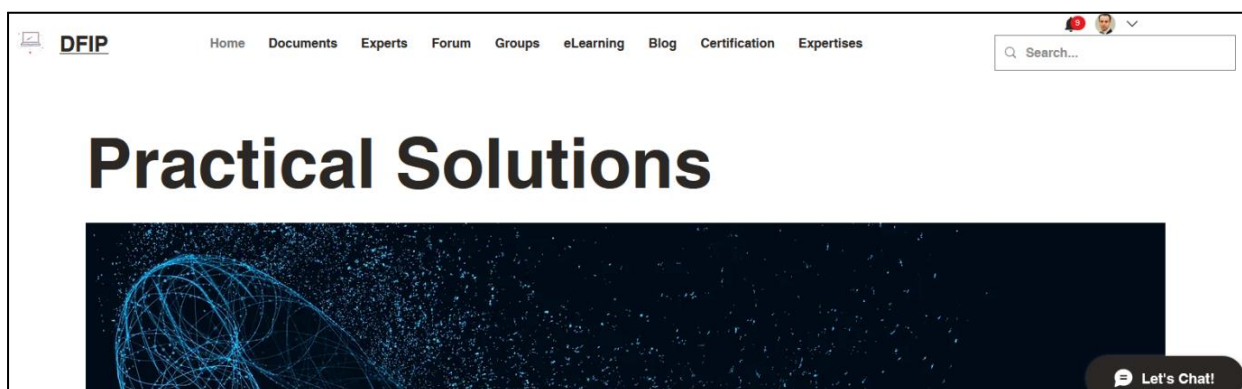 9
DFIP
Home Documents Experts Forum Groups eLearning Blog Certification Expertises
Search...
Practical Solutions
Let's Chat!